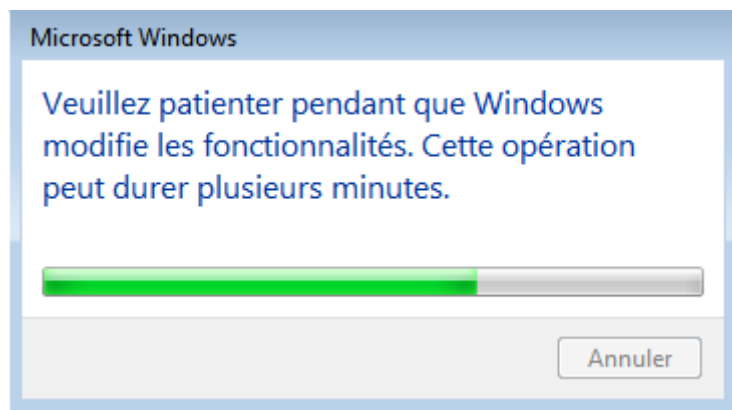 Microsoft Windows
Veuillez patienter pendant que Windows
modifie les fonctionnalités. Cette opération
peut durer plusieurs minutes.
Annuler